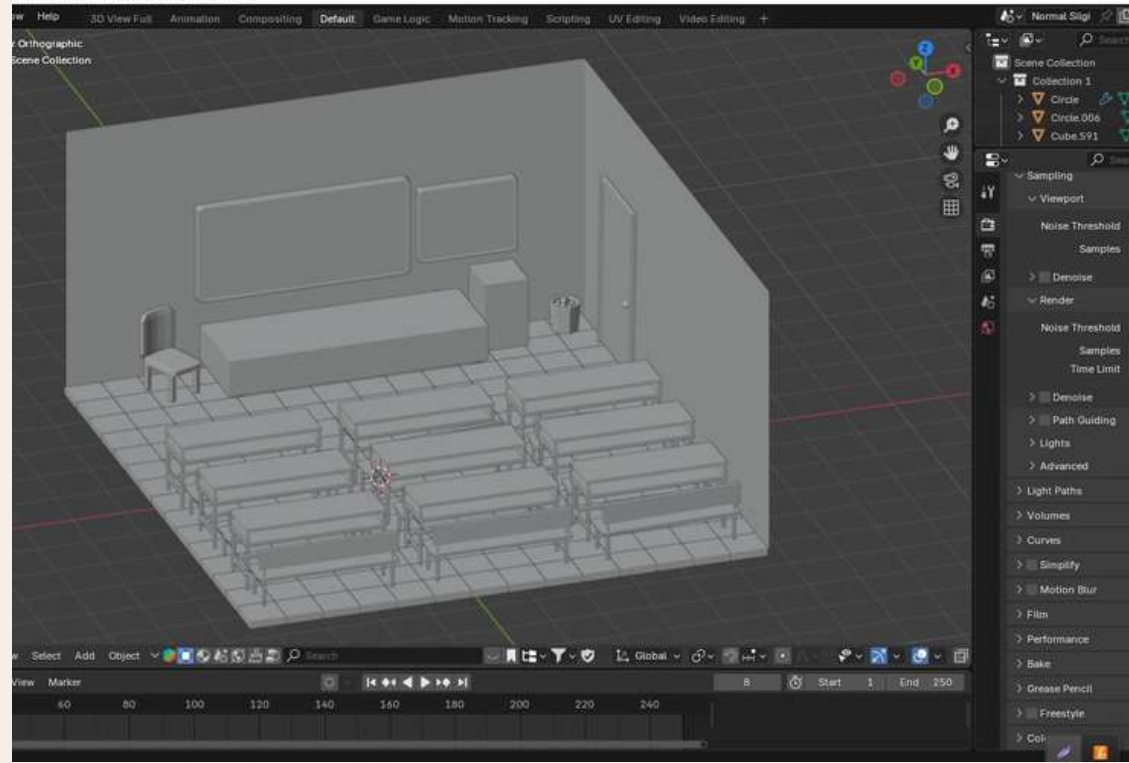 Help 3D View Full Animation Compositing Default Game Logic Motion Tracking Scripting UV Editing Video Editing +
Normal Silgi
Orthographic
Scene Collection
Search
Scene Collection
Collection 1
Circle
Circle.006
Cube.591
Sampling
Viewport
Noise Threshold
Samples
Denoise
Render
Noise Threshold
Samples
Time Limit
Denoise
Path Guiding
Lights
Advanced
Light Paths
Volumes
Curves
Simplify
Motion Blur
Film
Performance
Bake
Grease Pencil
Freestyle
Z
Y
X
Select Add Object Search Global
View Marker 8 Start 1 End 250
60 80 100 120 140 160 180 200 220 240